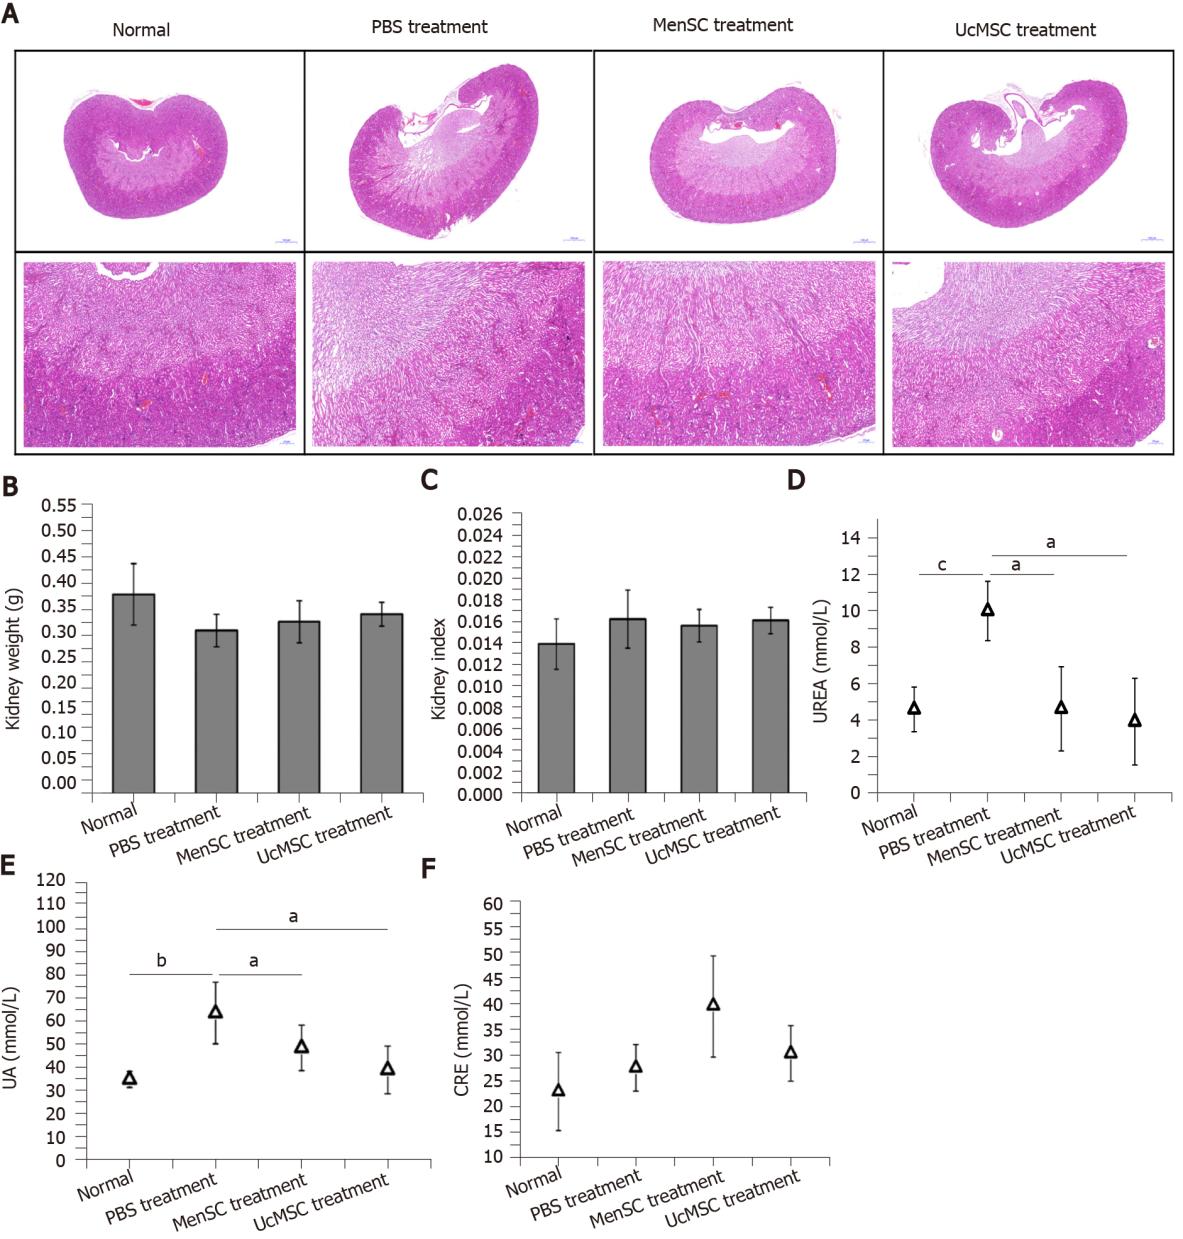 A
Normal
PBS treatment
MenSC treatment
UcMSC treatment
B
Kidney weight (g)
0.55
0.50
0.45
0.40
0.35
0.30
0.25
0.20
0.15
0.10
0.05
0.00
Normal
PBS treatment
MenSC treatment
UcMSC treatment
C
Kidney index
0.026
0.024
0.022
0.020
0.018
0.016
0.014
0.012
0.010
0.008
0.006
0.004
0.002
0.000
Normal
PBS treatment
MenSC treatment
UcMSC treatment
D
UREA (mmol/L)
14
12
10
8
6
4
2
0
a
c
a
Normal
PBS treatment
MenSC treatment
UcMSC treatment
E
UA (mmol/L)
120
110
100
90
80
70
60
50
40
30
20
10
0
a
b
a
Normal
PBS treatment
MenSC treatment
UcMSC treatment
F
CRE (mmol/L)
60
55
50
45
40
35
30
25
20
15
10
Normal
PBS treatment
MenSC treatment
UcMSC treatment